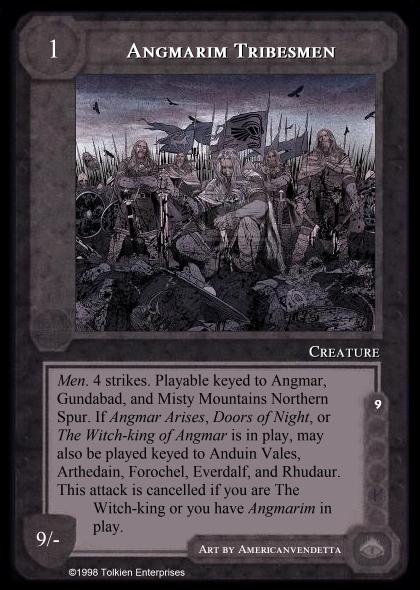 1
Angmarim Tribesmen
Creature
Men. 4 strikes. Playable keyed to Angmar,
Gundabad, and Misty Mountains Northern
Spur. If Angmar Arises, Doors of Night, or
The Witch-king of Angmar is in play, may
also be played keyed to Anduin Vales,
Arthedain, Forochel, Everdalf, and Rhudaur.
This attack is cancelled if you are The
Witch-king or you have Angmarim in
play.
9
9/-
Art by Americanvendetta
©1998 Tolkien Enterprises